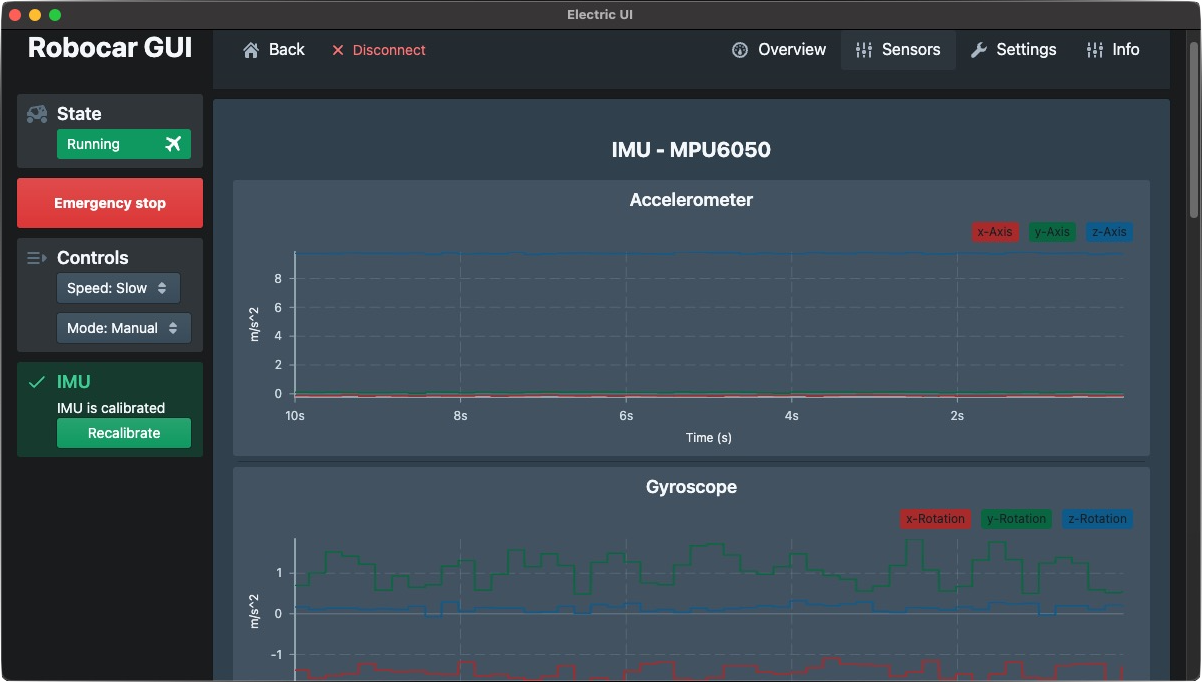 Electric UI
Robocar GUI
Back
Disconnect
Overview
Sensors
Settings
Info
State
Running
Emergency stop
Controls
Speed: Slow
Mode: Manual
IMU
IMU is calibrated
Recalibrate
IMU - MPU6050
Accelerometer
x-Axis y-Axis z-Axis
8
6
4
2
0
m/s^2
10s 8s 6s 4s 2s
Time (s)
Gyroscope
x-Rotation y-Rotation z-Rotation
1
0
-1
m/s^2